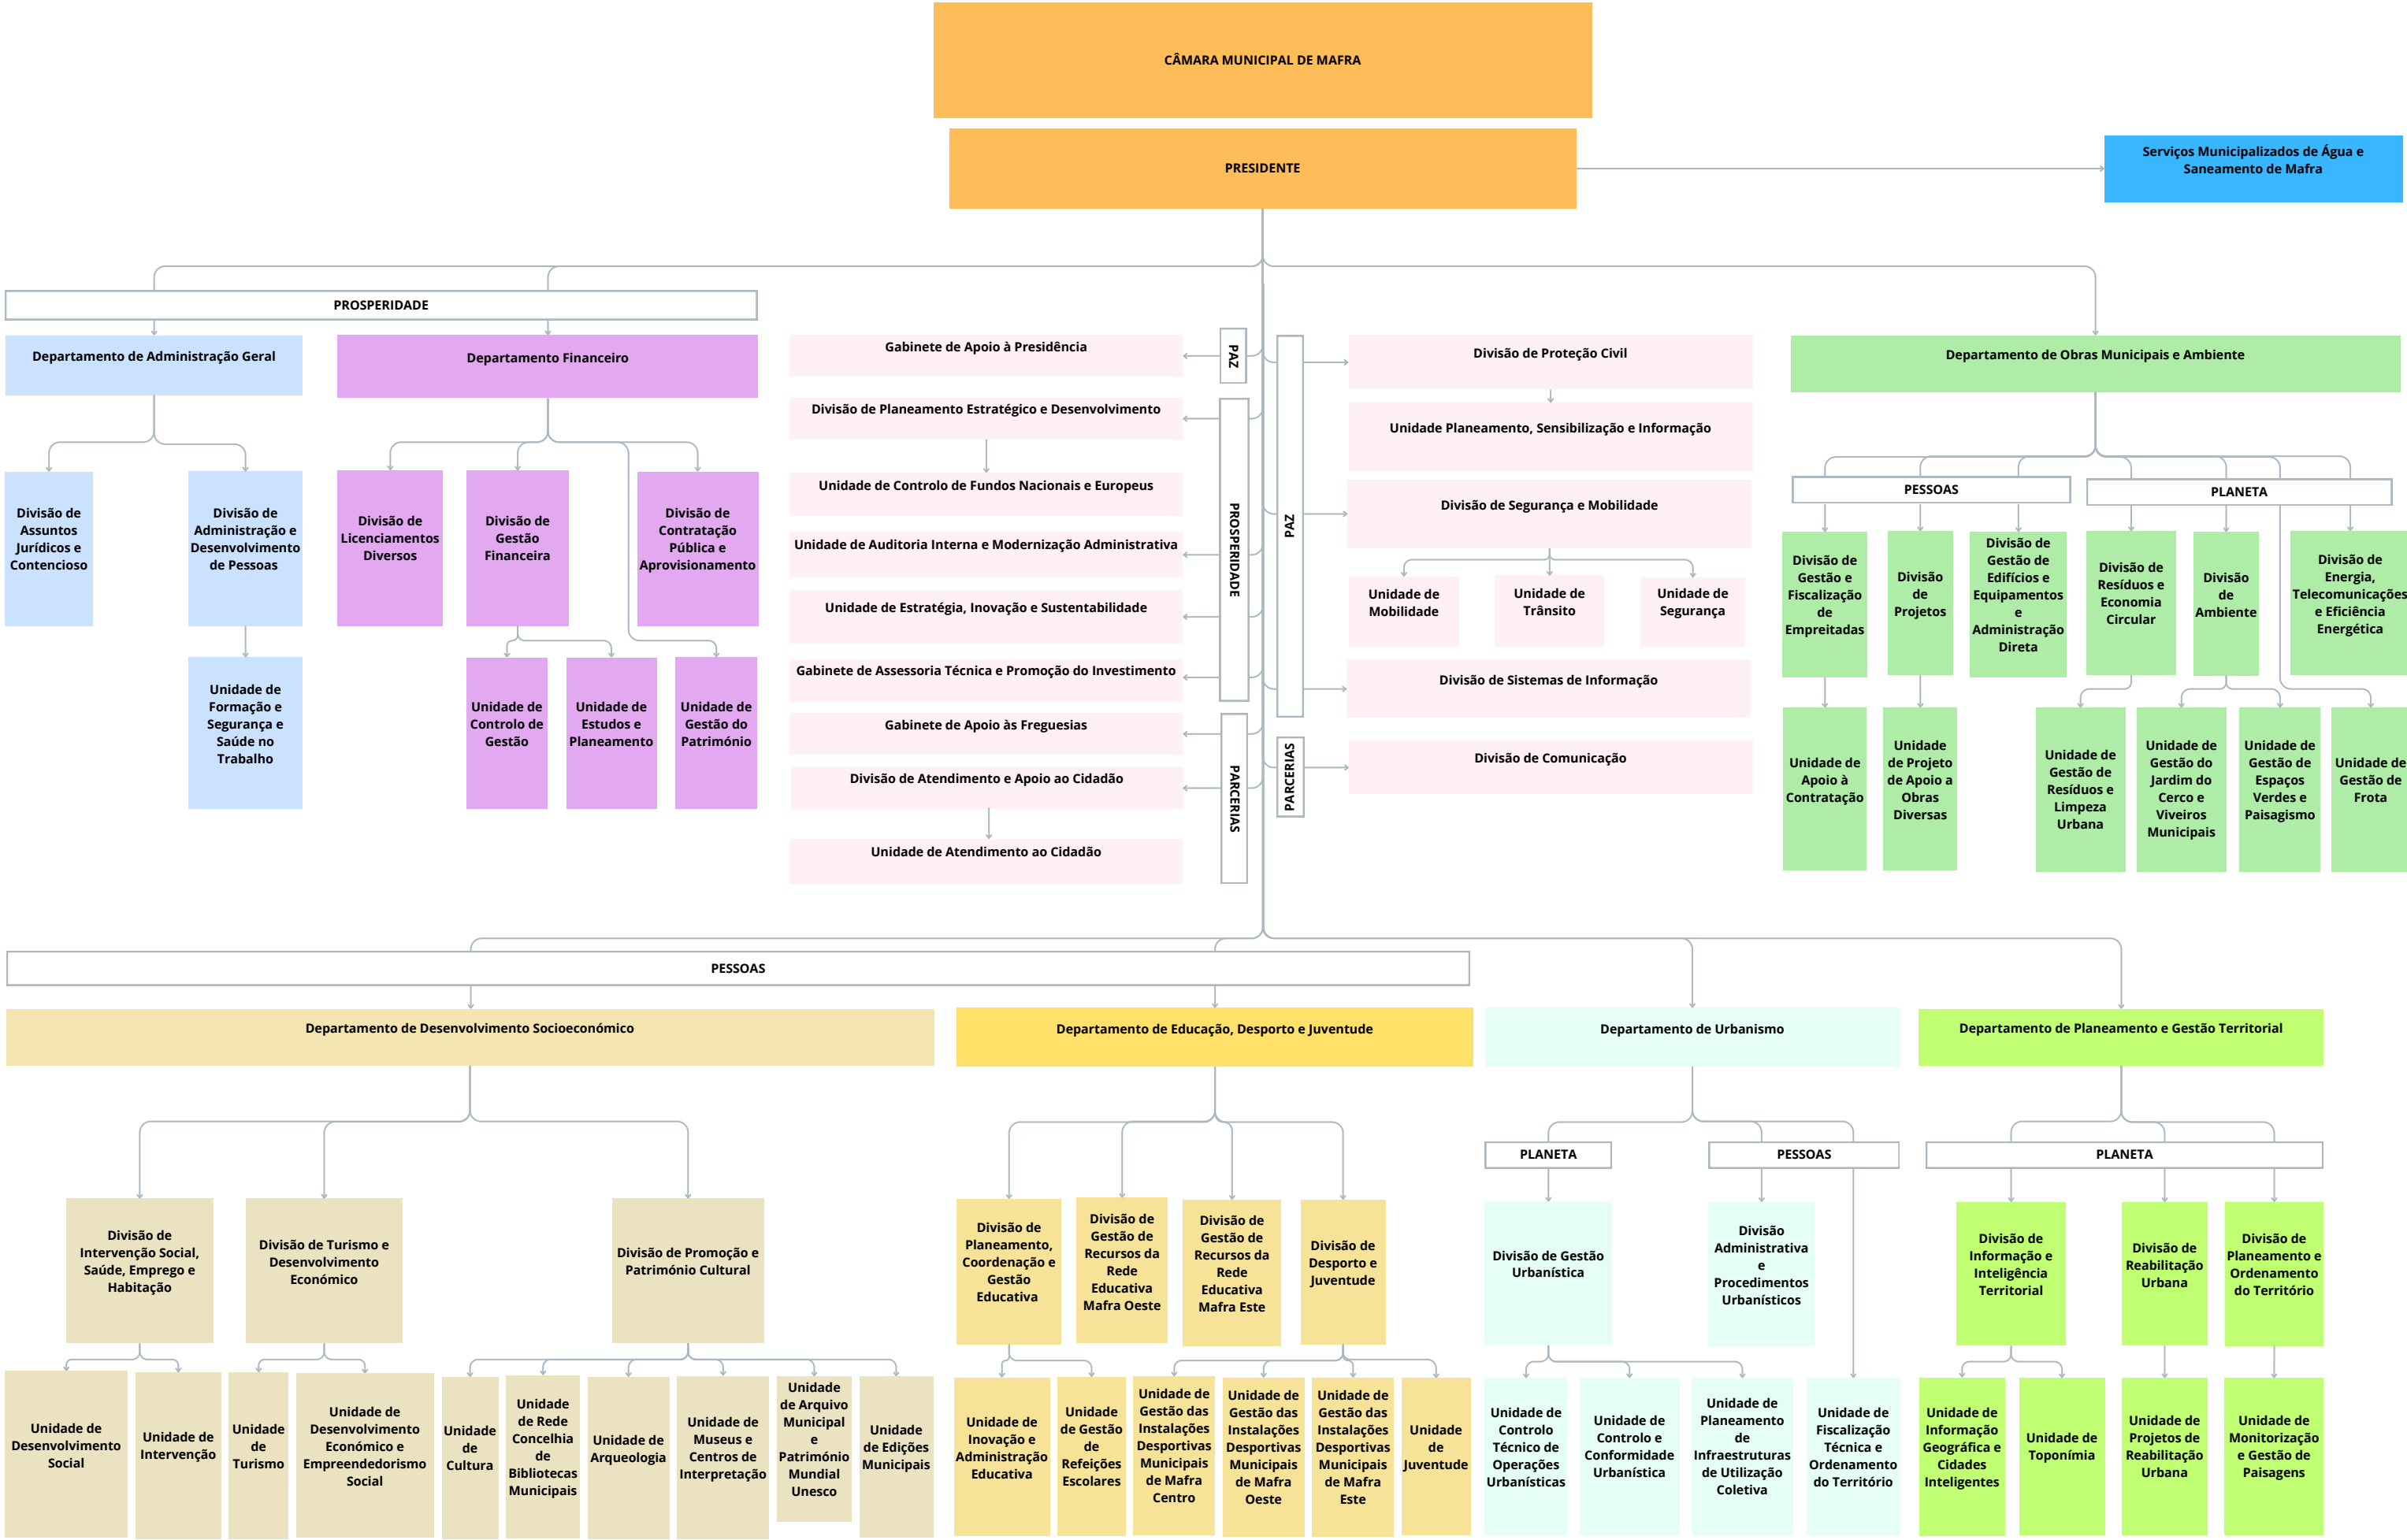 CÂMARA MUNICIPAL DE MAFRA
PRESIDENTE
Serviços Municipalizados de Água e
Saneamento de Mafra
PROSPERIDADE
Departamento de Administração Geral
Departamento Financeiro
Divisão de
Assuntos
Jurídicos e
Contencioso
Divisão de
Administração e
Desenvolvimento
de Pessoas
Divisão de
Licenciamentos
Diversos
Divisão de
Gestão
Financeira
Divisão de
Contratação
Pública e
Aprovisionamento
Unidade de
Formação e
Segurança e
Saúde no
Trabalho
Unidade de
Controlo de
Gestão
Unidade de
Estudos e
Planeamento
Unidade de
Gestão do
Património
PAZ
Gabinete de Apoio à Presidência
PROSPERIDADE
Divisão de Planeamento Estratégico e Desenvolvimento
Unidade de Controlo de Fundos Nacionais e Europeus
Unidade de Auditoria Interna e Modernização Administrativa
Unidade de Estratégia, Inovação e Sustentabilidade
Gabinete de Assessoria Técnica e Promoção do Investimento
PARCERIAS
Gabinete de Apoio às Freguesias
Divisão de Atendimento e Apoio ao Cidadão
Unidade de Atendimento ao Cidadão
PAZ
Divisão de Proteção Civil
Unidade Planeamento, Sensibilização e Informação
Divisão de Segurança e Mobilidade
Unidade de
Mobilidade
Unidade de
Trânsito
Unidade de
Segurança
Divisão de Sistemas de Informação
PARCERIAS
Divisão de Comunicação
Departamento de Obras Municipais e Ambiente
PESSOAS
PLANETA
Divisão de
Gestão e
Fiscalização
de
Empreitadas
Divisão
de
Projetos
Divisão de
Gestão de
Edifícios e
Equipamentos
e
Administração
Direta
Divisão de
Resíduos e
Economia
Circular
Divisão
de
Ambiente
Divisão de
Energia,
Telecomunicações
e Eficiência
Energética
Unidade de
Apoio à
Contratação
Unidade
de Projeto
de Apoio a
Obras
Diversas
Unidade de
Gestão de
Resíduos e
Limpeza
Urbana
Unidade de
Gestão do
Jardim do
Cerco e
Viveiros
Municipais
Unidade de
Gestão de
Espaços
Verdes e
Paisagismo
Unidade de
Gestão de
Frota
PESSOAS
Departamento de Desenvolvimento Socioeconómico
Departamento de Educação, Desporto e Juventude
Departamento de Urbanismo
Departamento de Planeamento e Gestão Territorial
PLANETA
PESSOAS
PLANETA
Divisão de
Intervenção Social,
Saúde, Emprego e
Habitação
Divisão de Turismo e
Desenvolvimento
Económico
Divisão de Promoção e
Património Cultural
Divisão de
Planeamento,
Coordenação e
Gestão
Educativa
Divisão de
Gestão de
Recursos da
Rede
Educativa
Mafra Oeste
Divisão de
Gestão de
Recursos da
Rede
Educativa
Mafra Este
Divisão de
Desporto e
Juventude
Divisão de Gestão
Urbanística
Divisão
Administrativa
e
Procedimentos
Urbanísticos
Divisão de
Informação e
Inteligência
Territorial
Divisão de
Reabilitação
Urbana
Divisão de
Planeamento e
Ordenamento
do Território
Unidade de
Desenvolvimento
Social
Unidade de
Intervenção
Unidade
de
Turismo
Unidade de
Desenvolvimento
Económico e
Empreendedorismo
Social
Unidade
de
Cultura
Unidade
de Rede
Concelhia
de
Bibliotecas
Municipais
Unidade de
Arqueologia
Unidade de
Museus e
Centros de
Interpretação
Unidade
de Arquivo
Municipal
e
Património
Mundial
Unesco
Unidade
de Edições
Municipais
Unidade de
Inovação e
Administração
Educativa
Unidade
de Gestão
de
Refeições
Escolares
Unidade de
Gestão das
Instalações
Desportivas
Municipais
de Mafra
Centro
Unidade de
Gestão das
Instalações
Desportivas
Municipais
de Mafra
Oeste
Unidade de
Gestão das
Instalações
Desportivas
Municipais
de Mafra
Este
Unidade
de
Juventude
Unidade de
Controlo
Técnico de
Operações
Urbanísticas
Unidade de
Controlo e
Conformidade
Urbanística
Unidade de
Planeamento
de
Infraestruturas
de Utilização
Coletiva
Unidade de
Fiscalização
Técnica e
Ordenamento
do Território
Unidade de
Informação
Geográfica e
Cidades
Inteligentes
Unidade de
Toponímia
Unidade de
Projetos de
Reabilitação
Urbana
Unidade de
Monitorização
e Gestão de
Paisagens